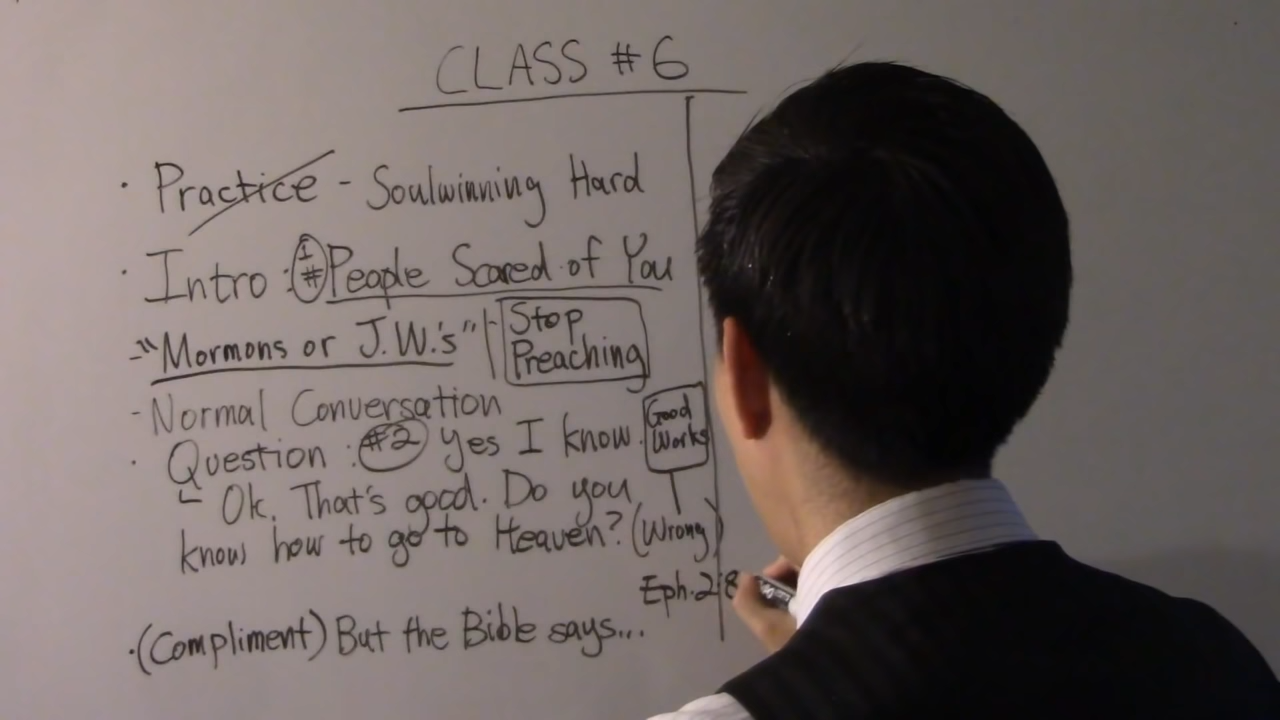 CLASS #6
· Practice - Soulwinning Hard
· Intro : #1 People Scared of You
- "Mormons or J.W.'s" - Stop Preaching
- Normal Conversation
· Question : #2 Yes I know. Good Works
Ok. That's good. Do you
know how to go to Heaven? (Wrong)
Eph. 2:8
· (Compliment) But the Bible says...